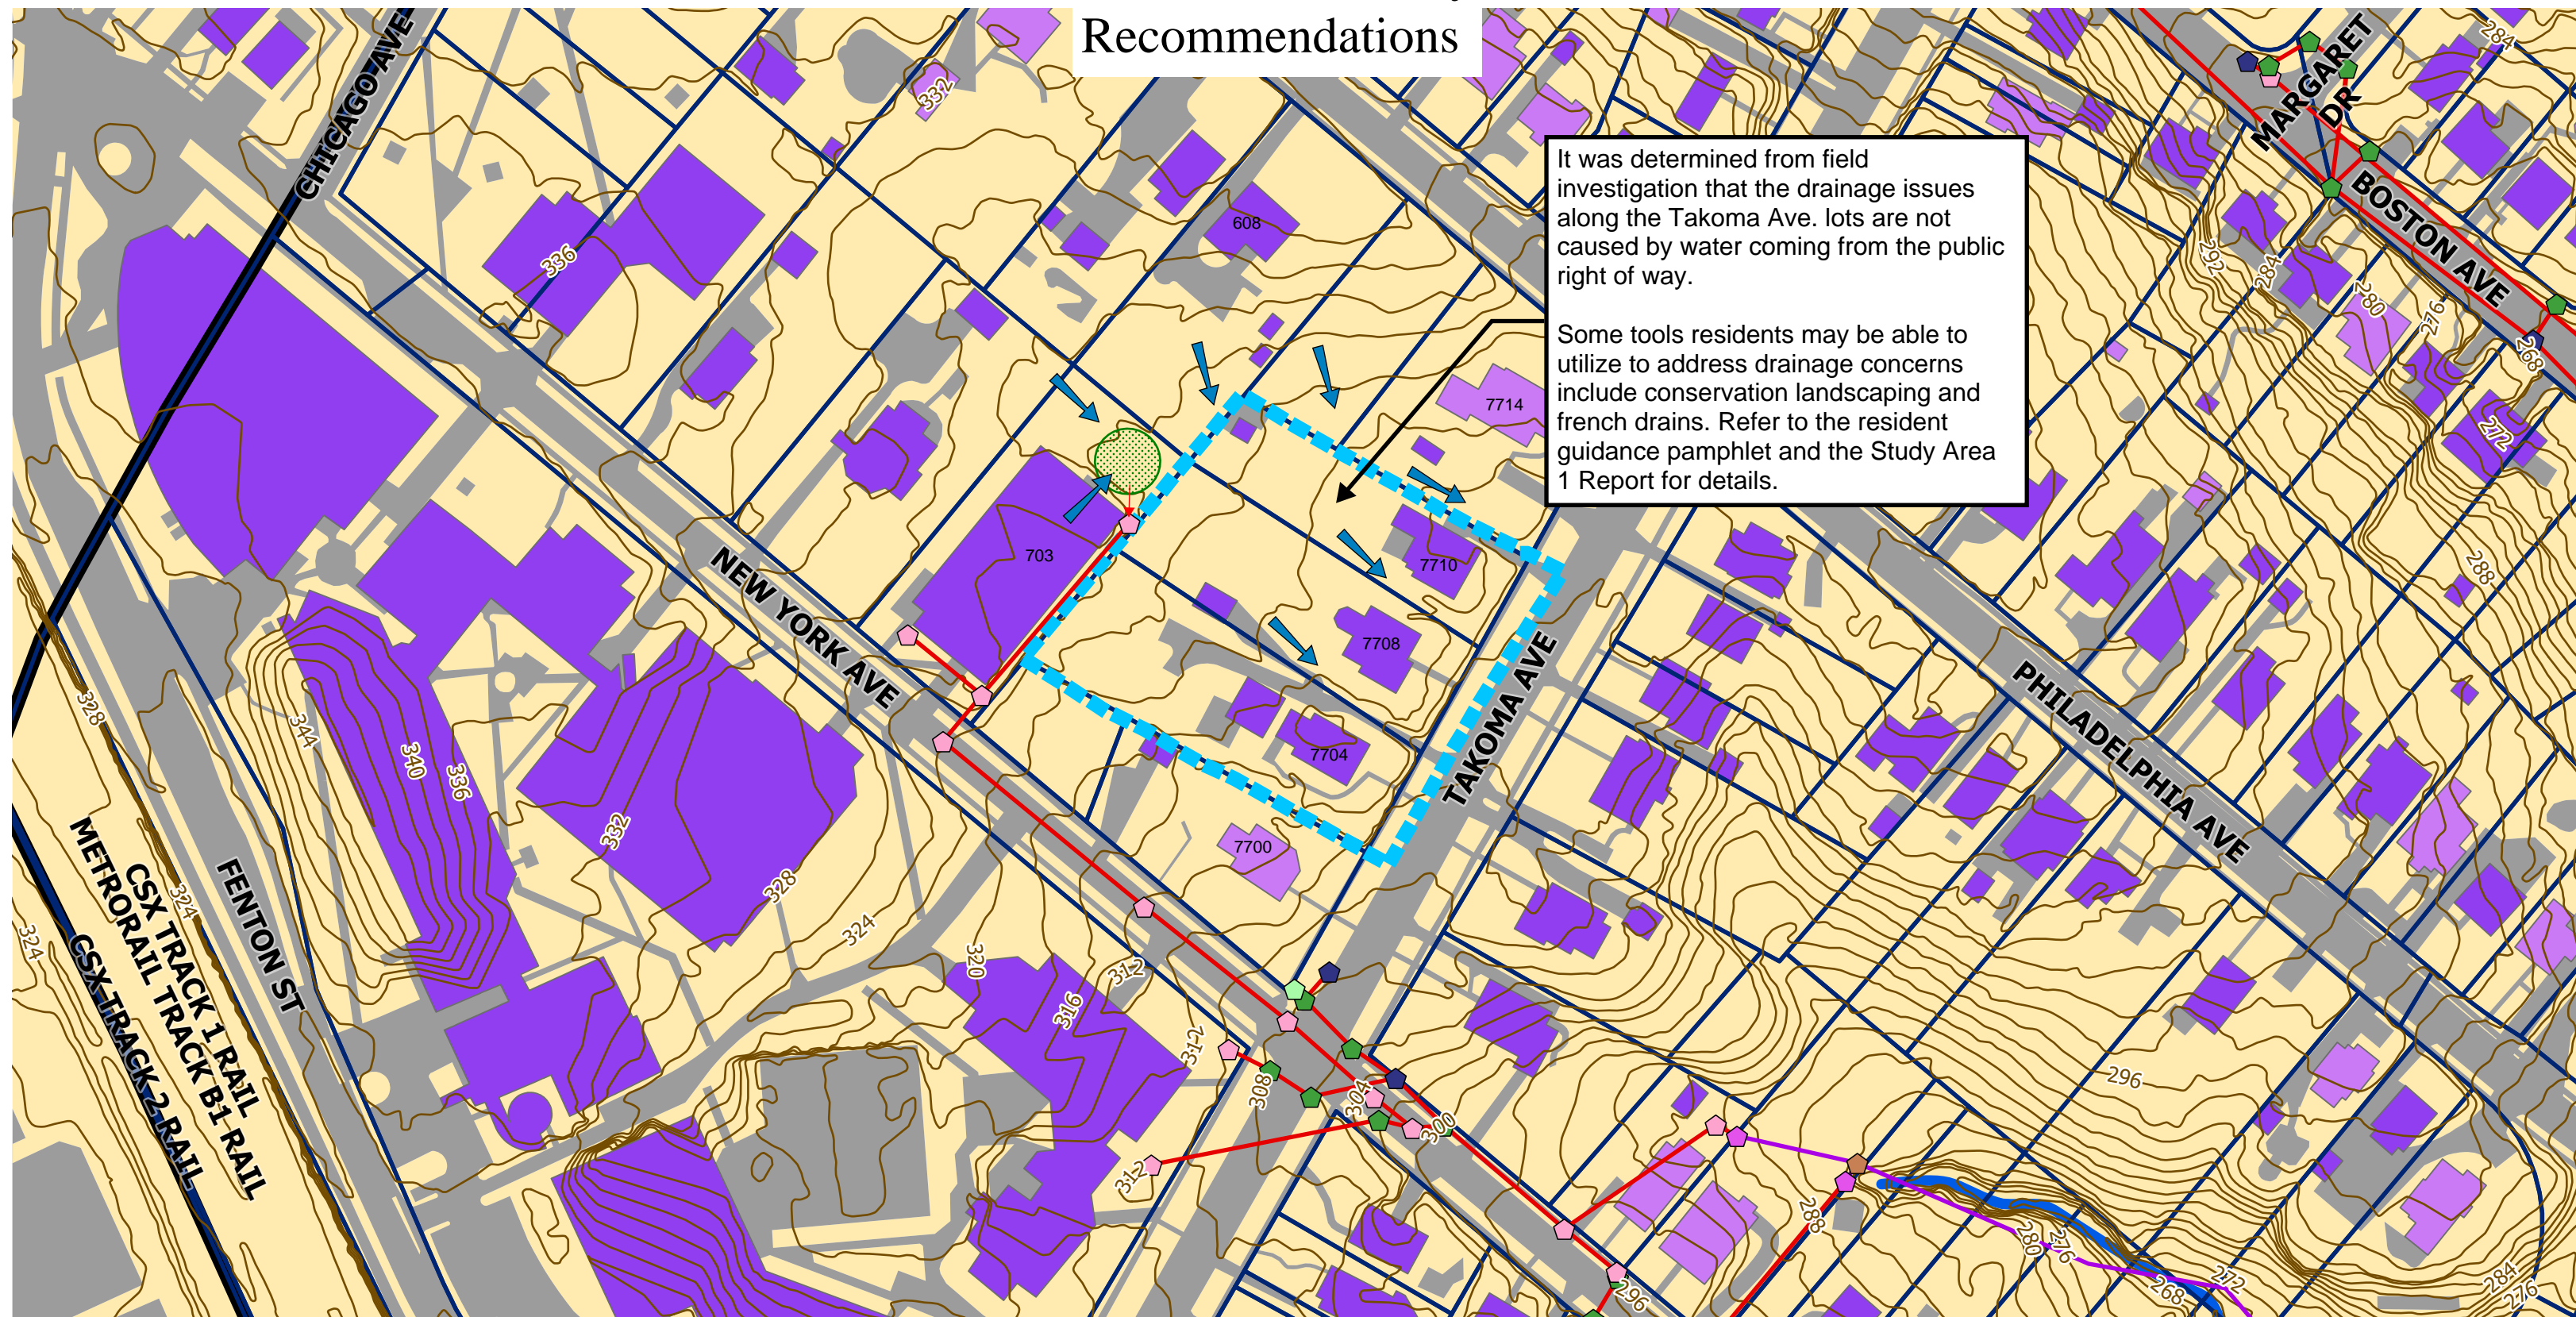 Recommendations
It was determined from field
investigation that the drainage issues
along the Takoma Ave. lots are not
caused by water coming from the public
right of way.
Some tools residents may be able to
utilize to address drainage concerns
include conservation landscaping and
french drains. Refer to the resident
guidance pamphlet and the Study Area
1 Report for details.
CHICAGO AVE
MARGARET
DR
BOSTON AVE
NEW YORK AVE
TAKOMA AVE
PHILADELPHIA AVE
FENTON ST
CSX TRACK 1 RAIL
METRORAIL TRACK B1 RAIL
CSX TRACK 2 RAIL
608
7714
703
7710
7708
7704
7700
332
336
284
292
284
280
276
268
272
288
328
344
340
336
332
328
324
324
324
320
316
312
312
312
308
304
300
296
288
296
280
276
272
268
284
276